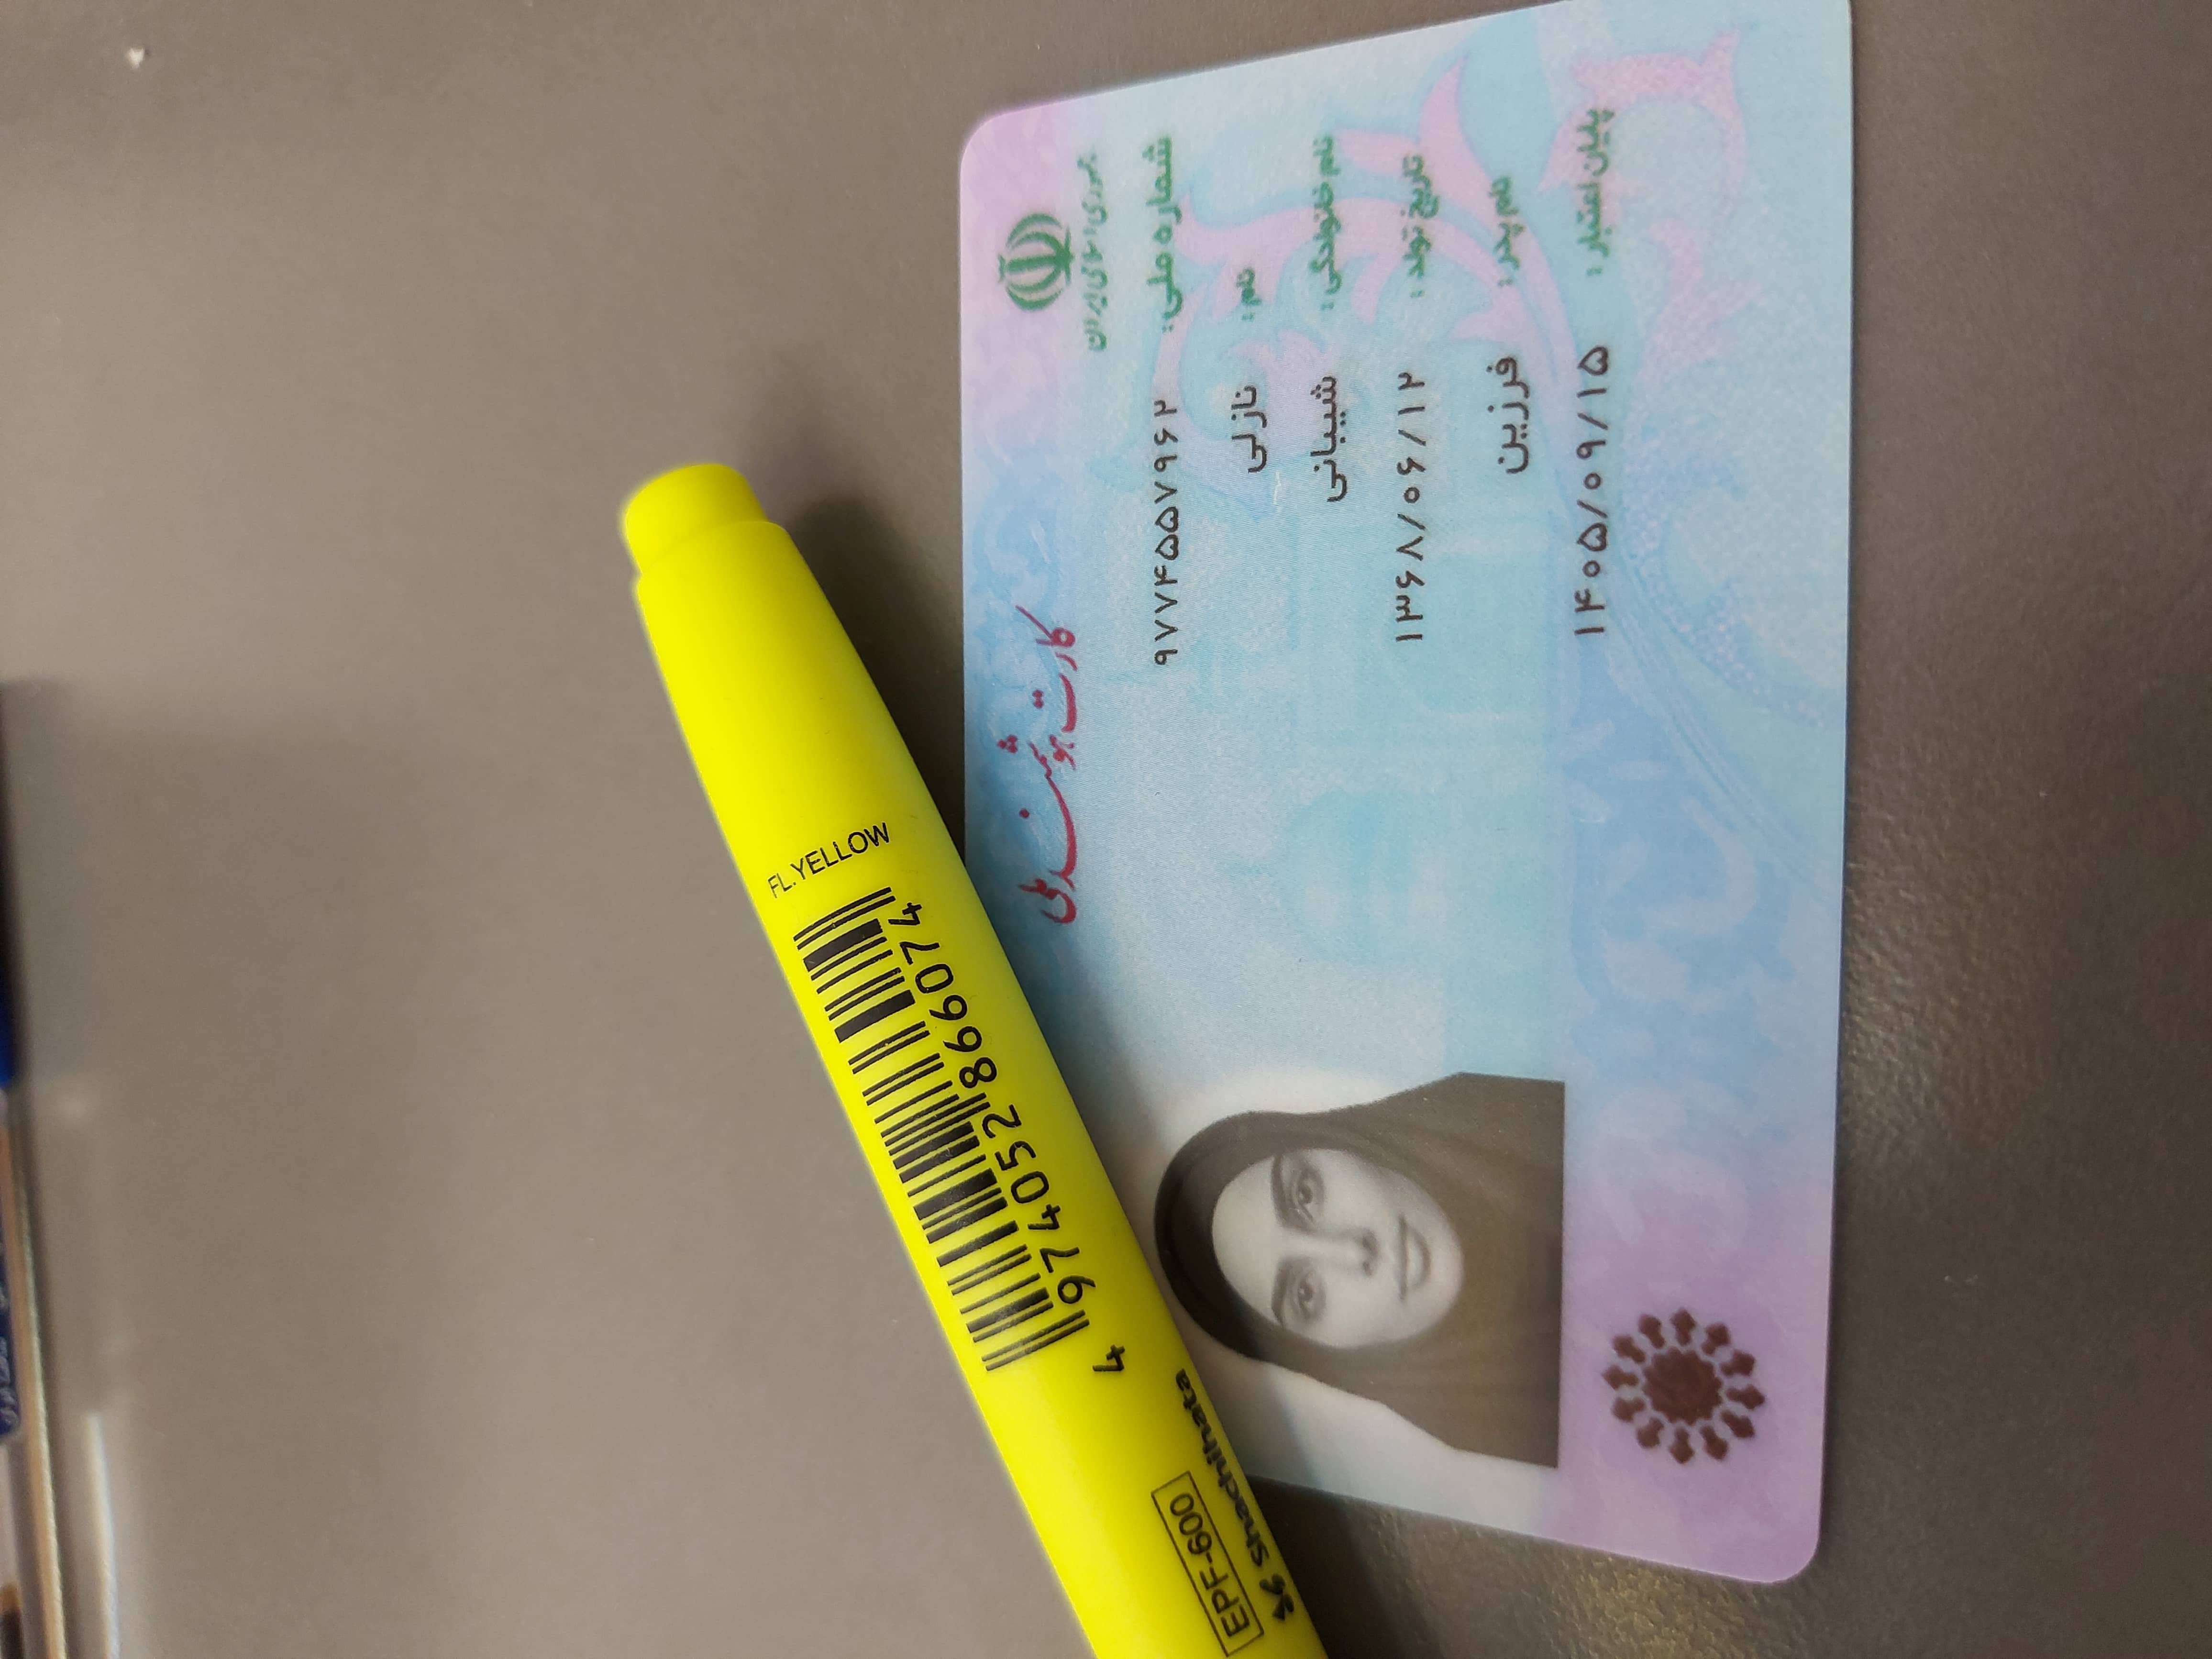 جمهوری اسلامی ایران
کارت هوشمند ملی
شماره ملی: ۹۷۷۴۵۵۷۹۶۲
نام: نازلی
نام خانوادگی: شیبانی
تاریخ تولد: ۱۳۶۸/۰۶/۱۲
نام پدر: فرزین
پایان اعتبار: ۱۴۰۵/۰۹/۱۵
FL.YELLOW
4 974052 866074
EPF-600
Shachihata